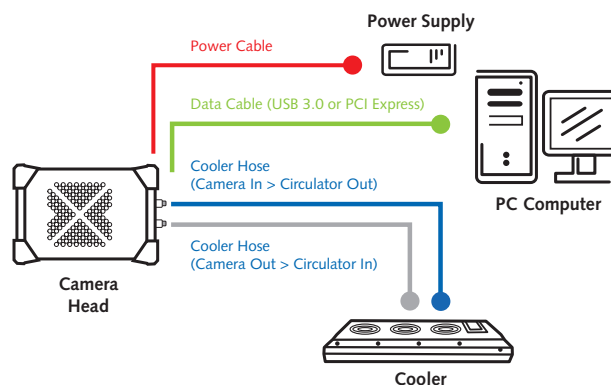 Power Supply
Power Cable
Data Cable (USB 3.0 or PCI Express)
Cooler Hose
(Camera In > Circulator Out)
PC Computer
Cooler Hose
(Camera Out > Circulator In)
Camera
Head
Cooler